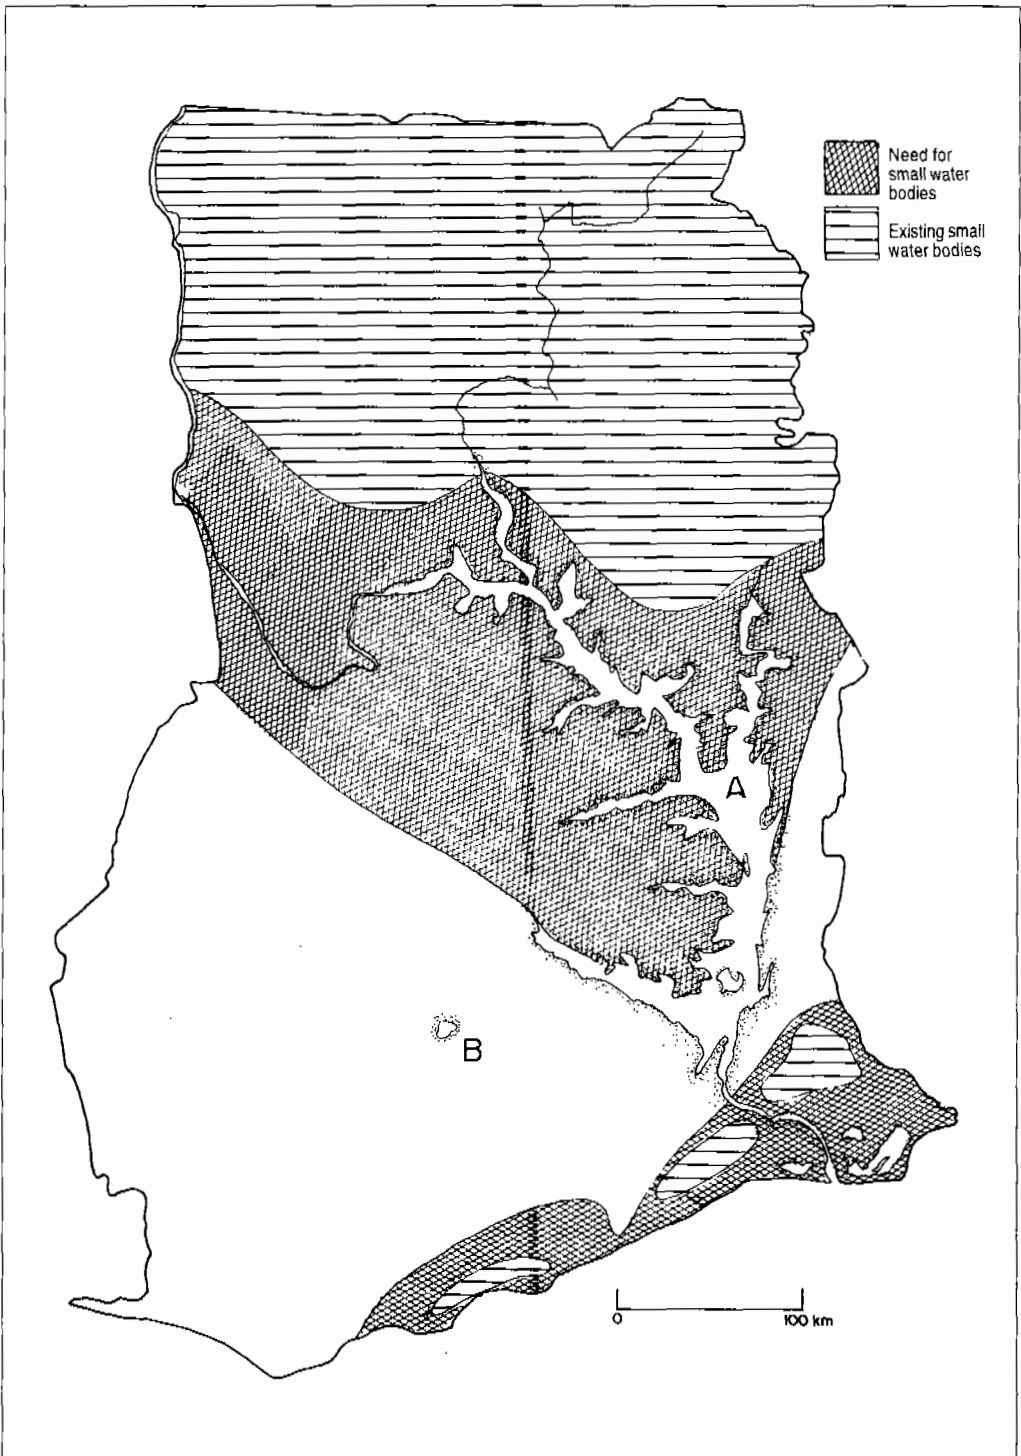 Need for
small water
bodies
Existing small
water bodies
A
B
0 100 km